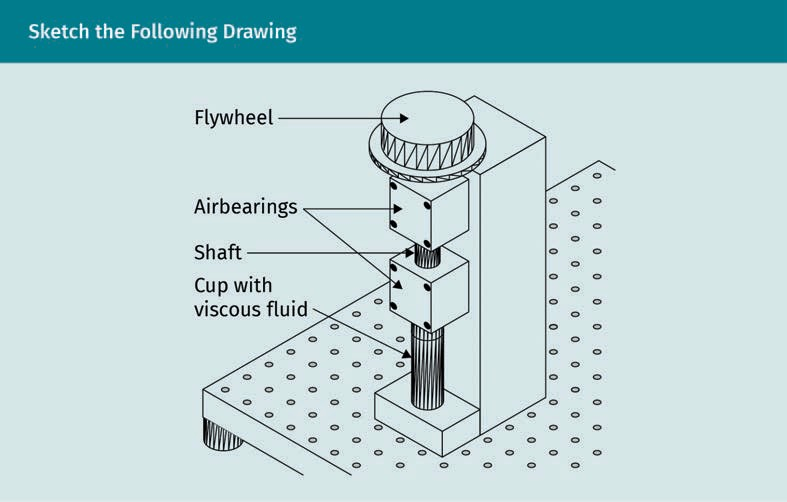 Sketch the Following Drawing
Flywheel
Airbearings
Shaft
Cup with
viscous fluid